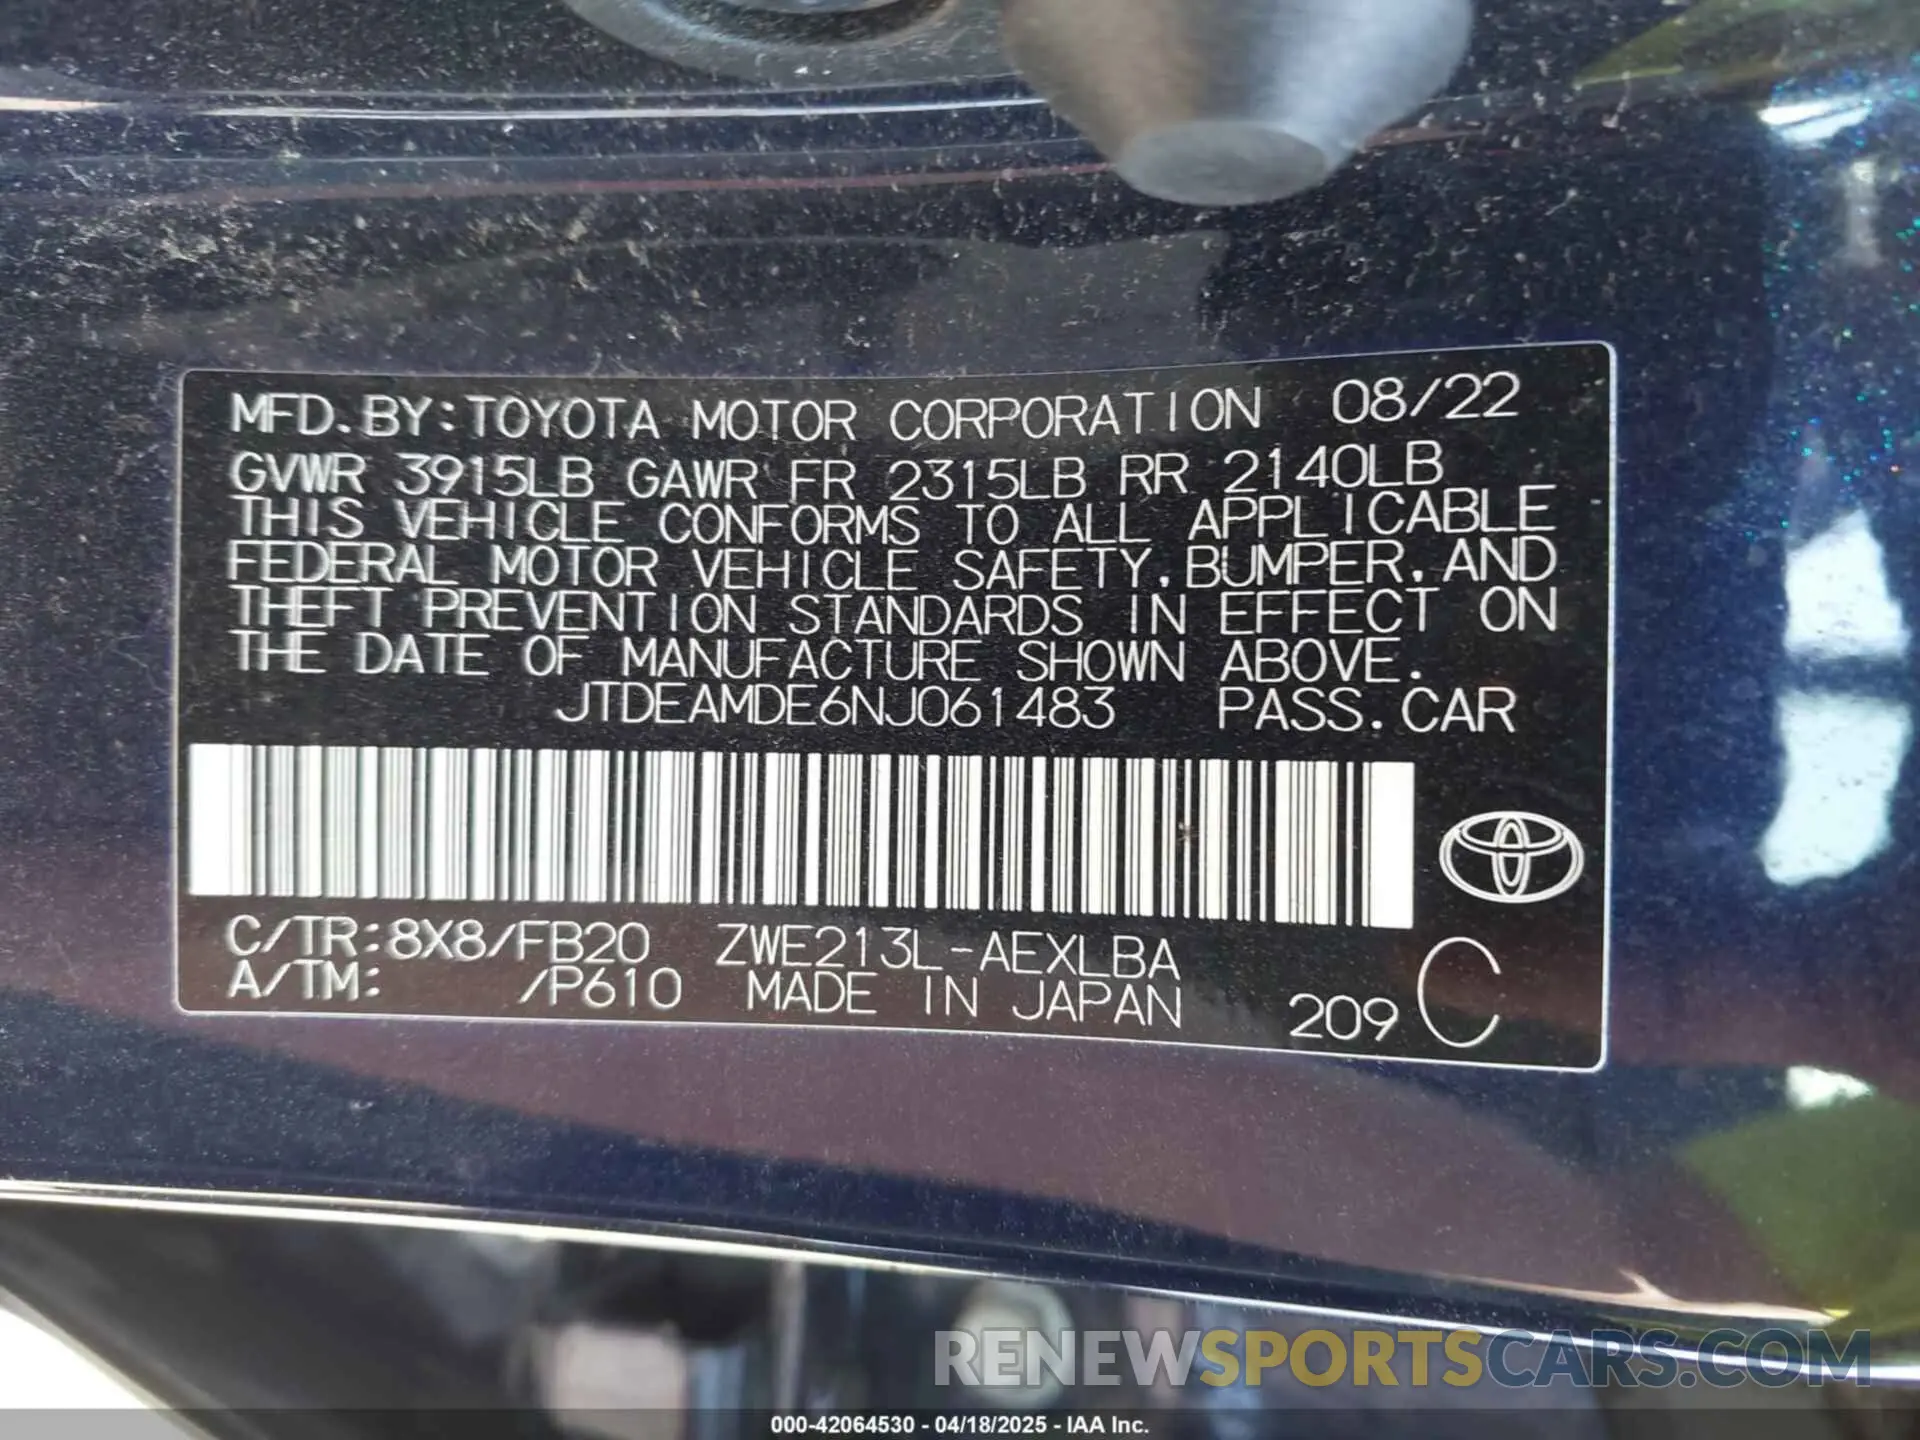 MFD.BY:TOYOTA MOTOR CORPORATION 08/22
GVWR 3915LB GAWR FR 2315LB RR 2140LB
THIS VEHICLE CONFORMS TO ALL APPLICABLE
FEDERAL MOTOR VEHICLE SAFETY, BUMPER, AND
THEFT PREVENTION STANDARDS IN EFFECT ON
THE DATE OF MANUFACTURE SHOWN ABOVE.
JTDEAMDE6NJ061483 PASS.CAR
C/TR:8X8/FB20 ZWE213L-AEXLBA
A/TM: /P610 MADE IN JAPAN 209 C
RENEWSPORTSCARS.COM
000-42064530 - 04/18/2025 - IAA Inc.